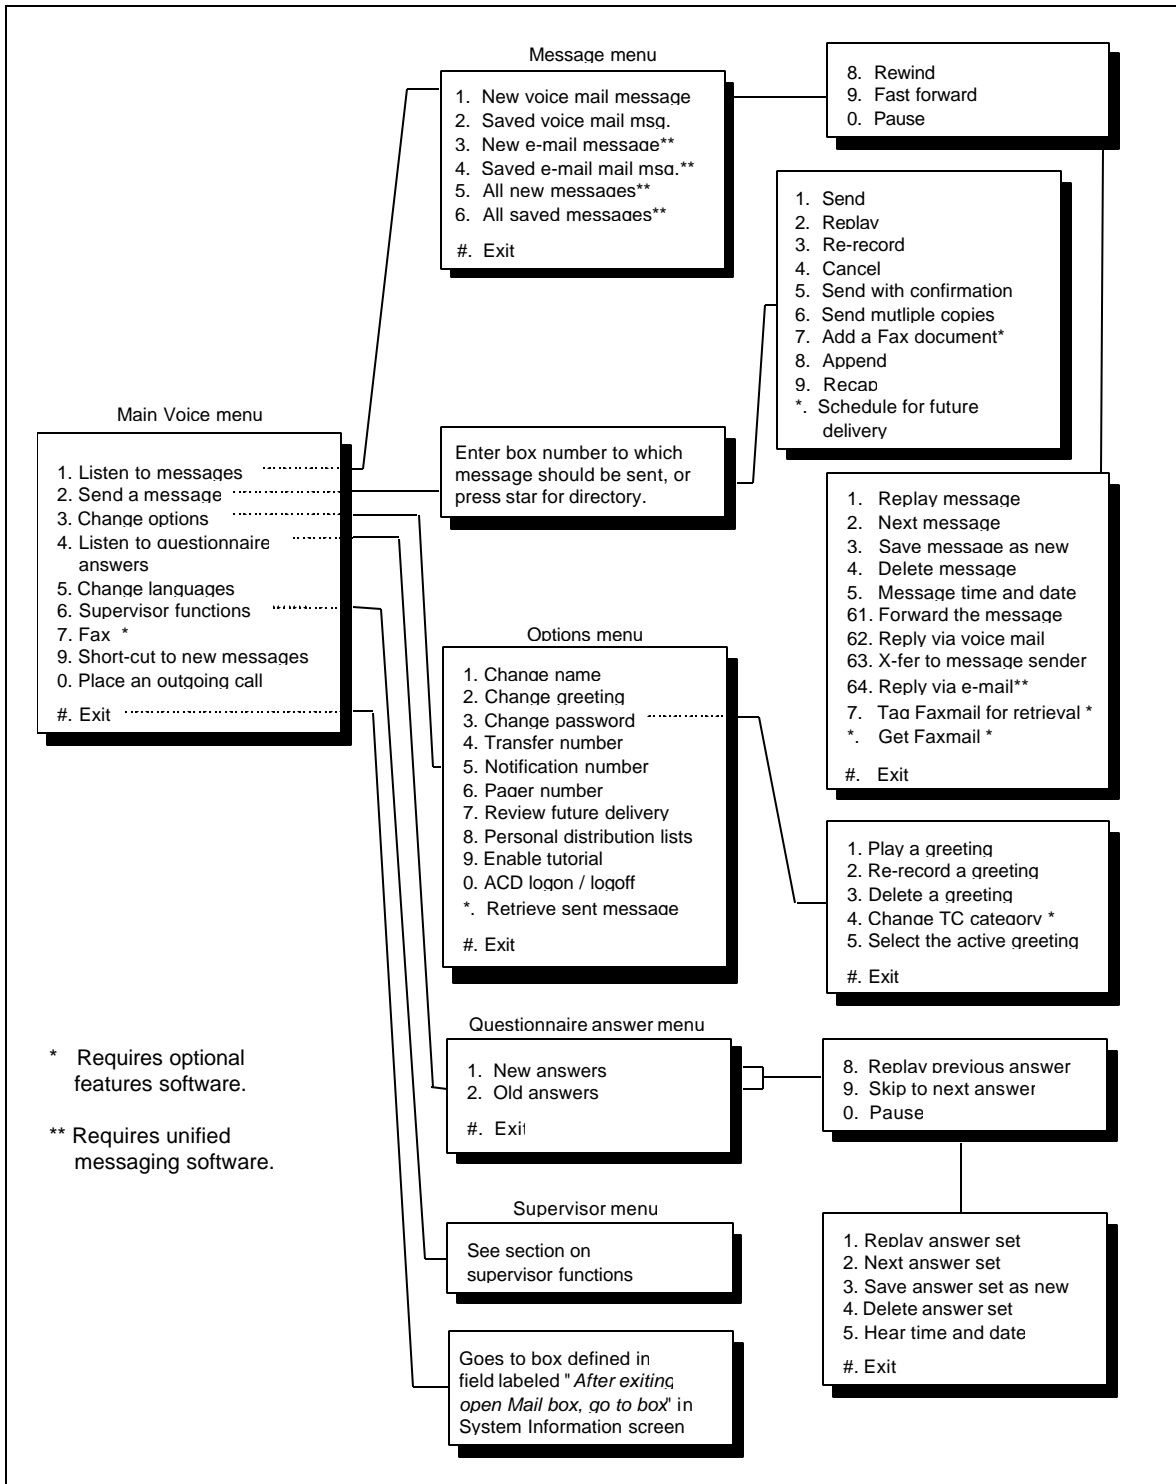 Message menu
1. New voice mail message
2. Saved voice mail msg.
3. New e-mail message**
4. Saved e-mail mail msg.**
5. All new messages**
6. All saved messages**
#. Exit
8. Rewind
9. Fast forward
0. Pause
1. Send
2. Replay
3. Re-record
4. Cancel
5. Send with confirmation
6. Send mutliple copies
7. Add a Fax document*
8. Append
9. Recap
*. Schedule for future
delivery
Main Voice menu
1. Listen to messages
2. Send a message
3. Change options
4. Listen to questionnaire
answers
5. Change languages
6. Supervisor functions
7. Fax *
9. Short-cut to new messages
0. Place an outgoing call
#. Exit
Enter box number to which
message should be sent, or
press star for directory.
1. Replay message
2. Next message
3. Save message as new
4. Delete message
5. Message time and date
61. Forward the message
62. Reply via voice mail
63. X-fer to message sender
64. Reply via e-mail**
7. Tag Faxmail for retrieval *
*. Get Faxmail *
#. Exit
Options menu
1. Change name
2. Change greeting
3. Change password
4. Transfer number
5. Notification number
6. Pager number
7. Review future delivery
8. Personal distribution lists
9. Enable tutorial
0. ACD logon / logoff
*. Retrieve sent message
#. Exit
1. Play a greeting
2. Re-record a greeting
3. Delete a greeting
4. Change TC category *
5. Select the active greeting
#. Exit
Questionnaire answer menu
1. New answers
2. Old answers
#. Exit
8. Replay previous answer
9. Skip to next answer
0. Pause
* Requires optional
features software.
** Requires unified
messaging software.
Supervisor menu
See section on
supervisor functions
1. Replay answer set
2. Next answer set
3. Save answer set as new
4. Delete answer set
5. Hear time and date
#. Exit
Goes to box defined in
field labeled "After exiting
open Mail box, go to box" in
System Information screen